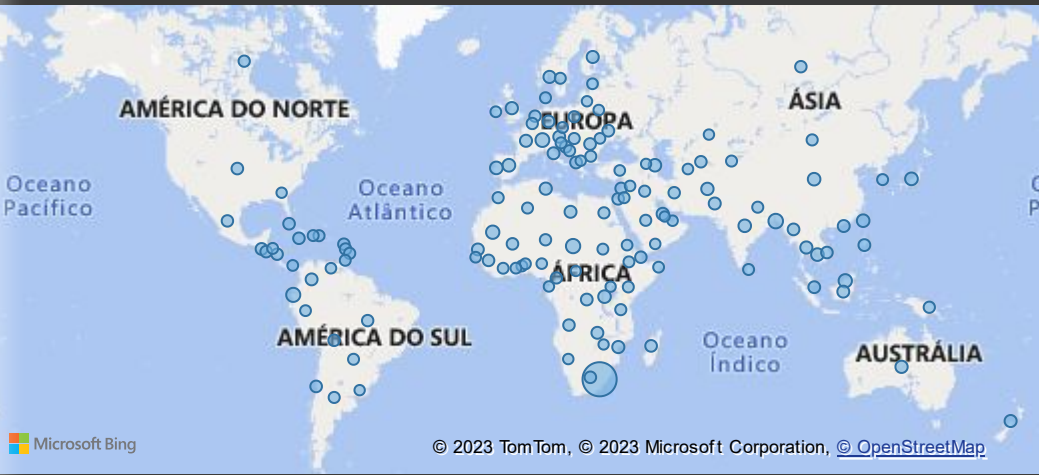 AMÉRICA DO NORTE
EUROPA
ÁSIA
Oceano
Pacífico
Oceano
Atlântico
ÁFRICA
AMÉRICA DO SUL
Oceano
Índico
AUSTRÁLIA
Microsoft Bing
© 2023 TomTom, © 2023 Microsoft Corporation, © OpenStreetMap